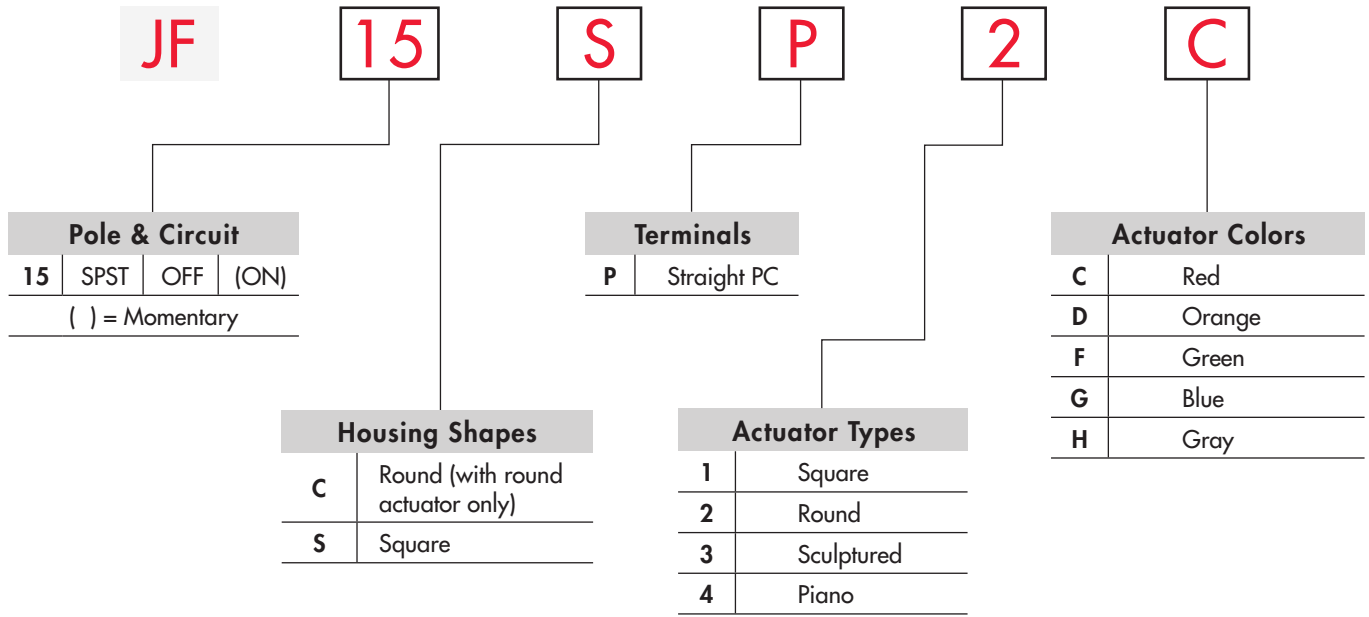 JF 15 S P 2 C
Pole & Circuit
15 SPST OFF (ON)
( ) = Momentary
Housing Shapes
C Round (with round
actuator only)
S Square
Terminals
P Straight PC
Actuator Types
1 Square
2 Round
3 Sculptured
4 Piano
Actuator Colors
C Red
D Orange
F Green
G Blue
H Gray